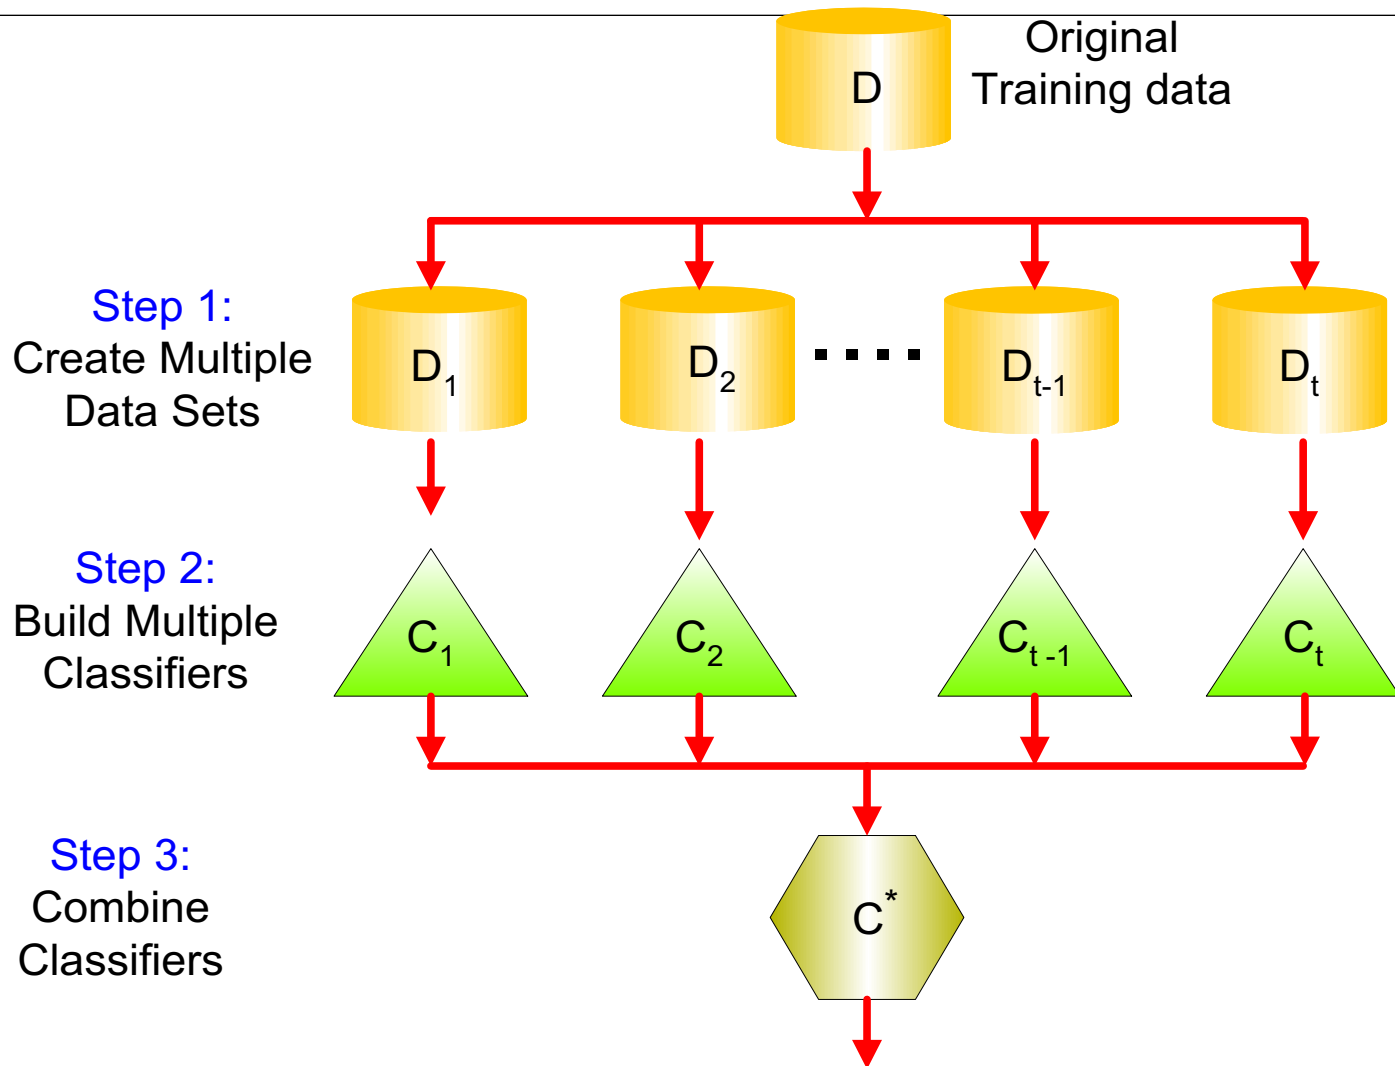 D
Original
Training data
Step 1:
Create Multiple
Data Sets
D1
D2
Dt-1
Dt
Step 2:
Build Multiple
Classifiers
C1
C2
Ct -1
Ct
Step 3:
Combine
Classifiers
C*